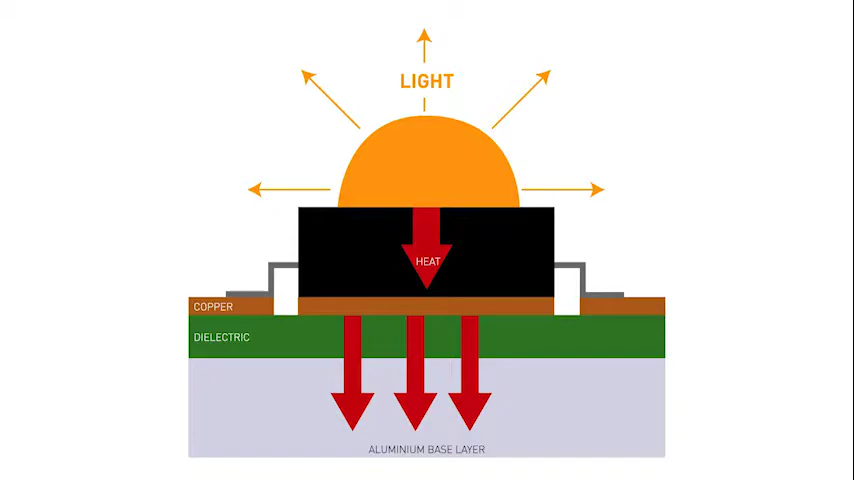 LIGHT
HEAT
COPPER
DIELECTRIC
ALUMINIUM BASE LAYER